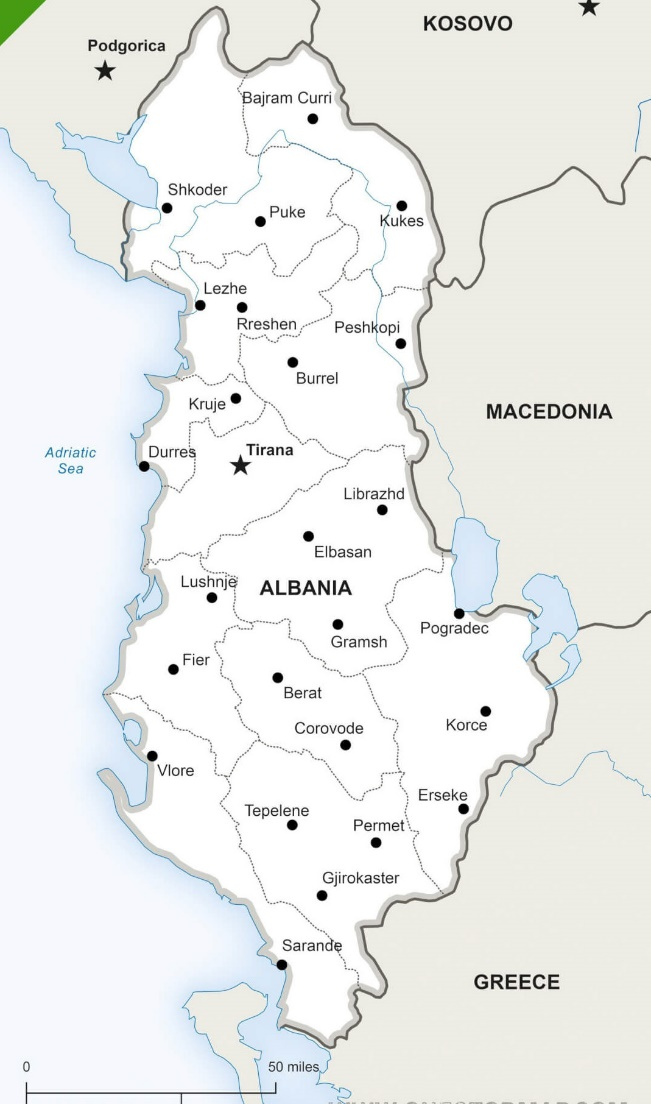 KOSOVO
Podgorica
Bajram Curri
Shkoder
Puke
Kukes
Lezhe
Rreshen
Peshkopi
Burrel
Kruje
MACEDONIA
Adriatic
Sea
Durres
Tirana
Librazhd
Elbasan
Lushnje
ALBANIA
Gramsh
Pogradec
Fier
Berat
Korce
Corovode
Vlore
Erseke
Tepelene
Permet
Gjirokaster
Sarande
GREECE
0
50 miles